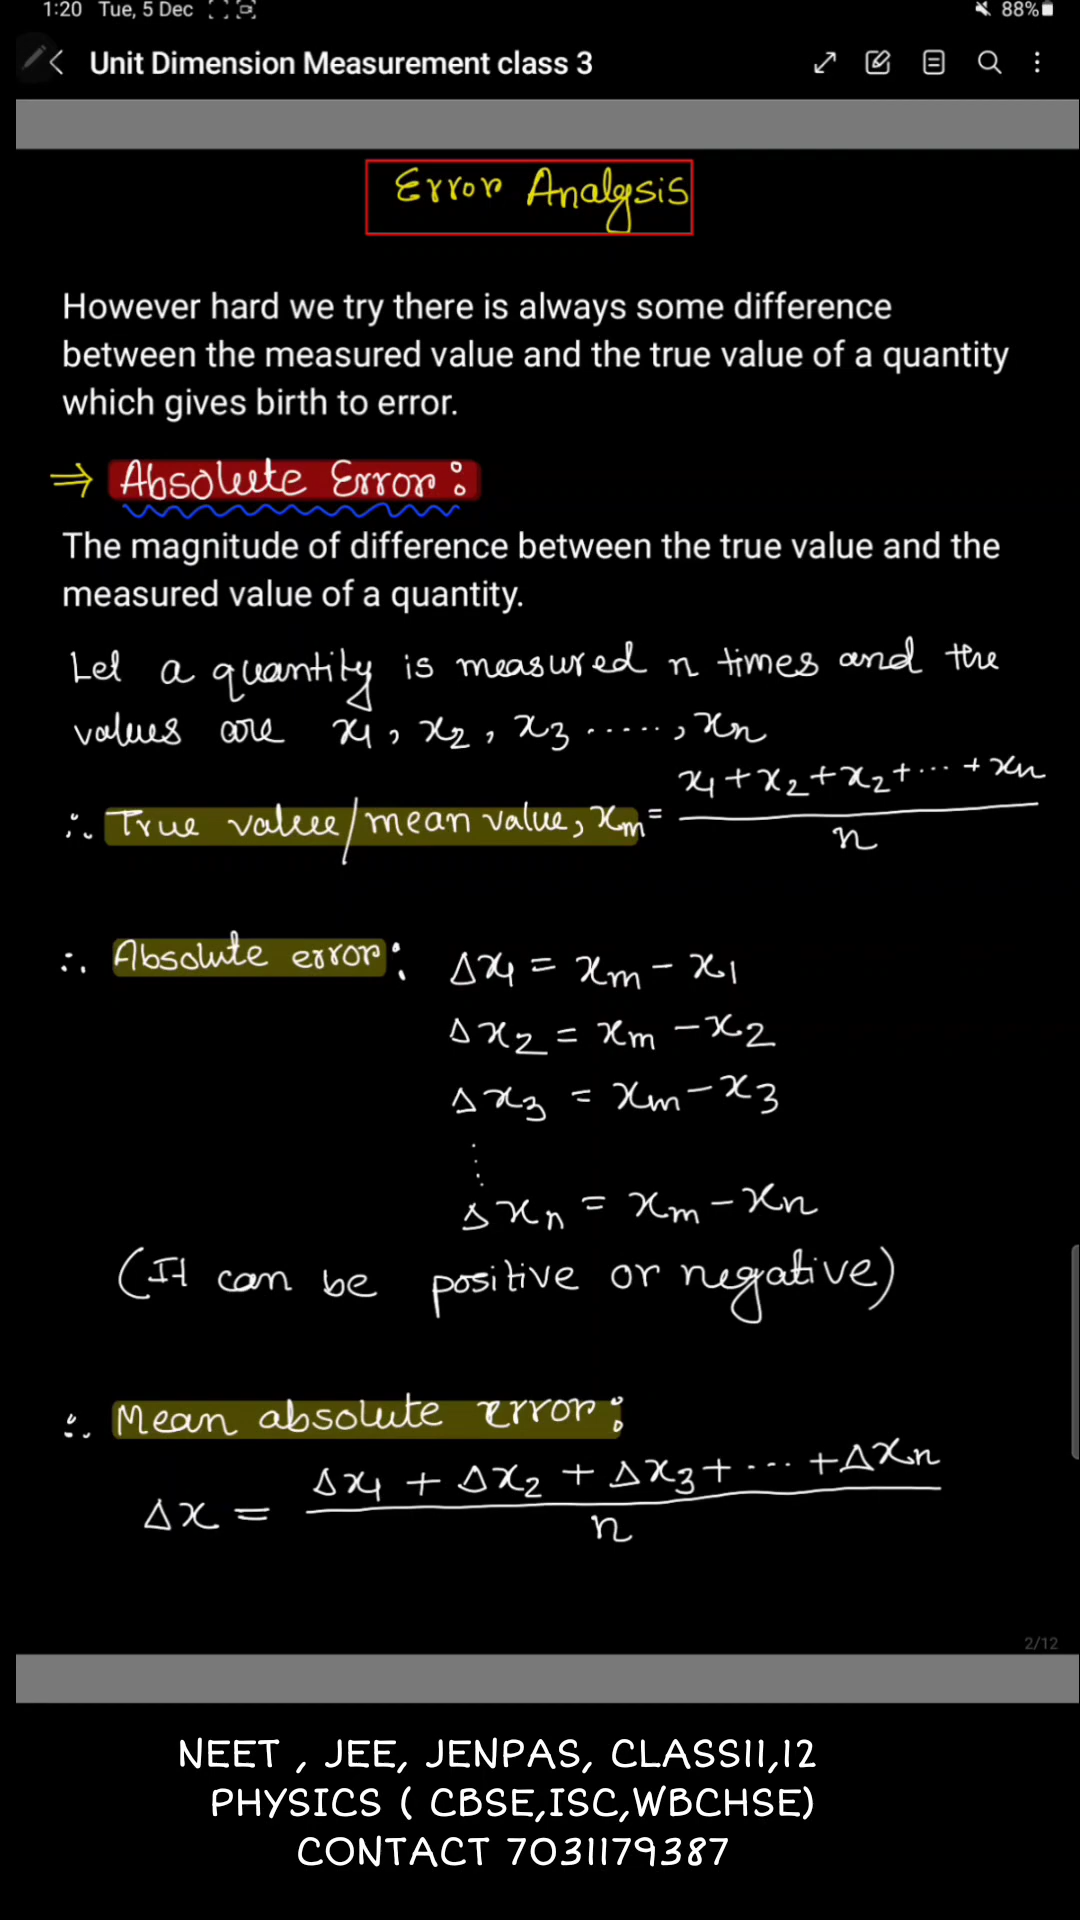 1:20 Tue, 5 Dec 88%
Unit Dimension Measurement class 3
Error Analysis
However hard we try there is always some difference
between the measured value and the true value of a quantity
which gives birth to error.
⇒ Absolute Error:
The magnitude of difference between the true value and the
measured value of a quantity.
Let a quantity is measured n times and the
values are x₁, x₂, x₃ ....., xₙ
∴ True value/mean value, xₘ = (x₁+x₂+x₂+...+xₙ)/n
∴ Absolute error: Δx₁ = xₘ - x₁
Δx₂ = xₘ - x₂
Δx₃ = xₘ - x₃
⋮
Δxₙ = xₘ - xₙ
(It can be positive or negative)
∴ Mean absolute error:
Δx = (Δx₁ + Δx₂ + Δx₃ + ... + Δxₙ)/n
2/12
NEET , JEE, JENPAS, CLASS11,12
PHYSICS ( CBSE,ISC,WBCHSE)
CONTACT 7031179387